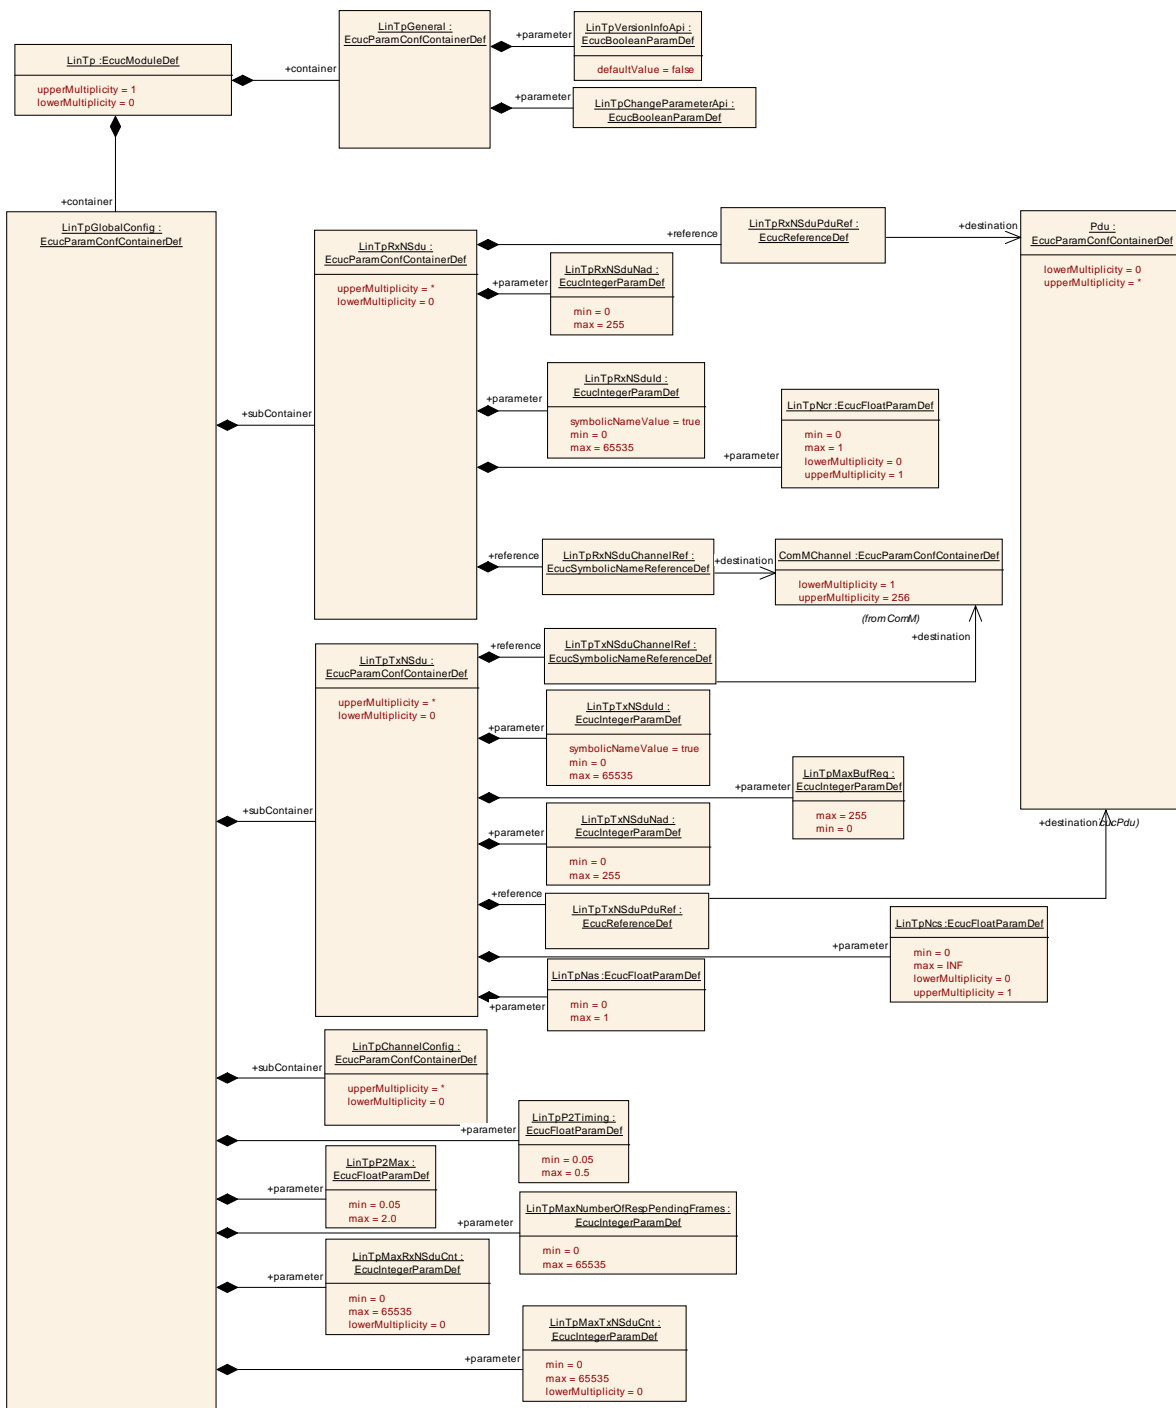 LinTpGeneral :
EcucParamConfContainerDef
+parameter
LinTpVersionInfoApi :
EcucBooleanParamDef
defaultValue = false
LinTp :EcucModuleDef
upperMultiplicity = 1
lowerMultiplicity = 0
+container
+parameter
LinTpChangeParameterApi :
EcucBooleanParamDef
+container
LinTpGlobalConfig :
EcucParamConfContainerDef
LinTpRxNSdu :
EcucParamConfContainerDef
upperMultiplicity = *
lowerMultiplicity = 0
+reference
LinTpRxNSduPduRef :
EcucReferenceDef
+destination
Pdu :
EcucParamConfContainerDef
lowerMultiplicity = 0
upperMultiplicity = *
+parameter
LinTpRxNSduNad :
EcucIntegerParamDef
min = 0
max = 255
+subContainer
+parameter
LinTpRxNSduId :
EcucIntegerParamDef
symbolicNameValue = true
min = 0
max = 65535
+parameter
LinTpNcr :EcucFloatParamDef
min = 0
max = 1
lowerMultiplicity = 0
upperMultiplicity = 1
+reference
LinTpRxNSduChannelRef :
EcucSymbolicNameReferenceDef
+destination
ComMChannel :EcucParamConfContainerDef
lowerMultiplicity = 1
upperMultiplicity = 256
(from ComM)
+destination
LinTpTxNSdu :
EcucParamConfContainerDef
upperMultiplicity = *
lowerMultiplicity = 0
+reference
LinTpTxNSduChannelRef :
EcucSymbolicNameReferenceDef
+parameter
LinTpTxNSduId :
EcucIntegerParamDef
symbolicNameValue = true
min = 0
max = 65535
+subContainer
+parameter
LinTpMaxBufReq :
EcucIntegerParamDef
max = 255
min = 0
+parameter
LinTpTxNSduNad :
EcucIntegerParamDef
min = 0
max = 255
+destination
cucPdu)
+reference
LinTpTxNSduPduRef :
EcucReferenceDef
+parameter
LinTpNcs :EcucFloatParamDef
min = 0
max = INF
lowerMultiplicity = 0
upperMultiplicity = 1
+parameter
LinTpNas :EcucFloatParamDef
min = 0
max = 1
+subContainer
LinTpChannelConfig :
EcucParamConfContainerDef
upperMultiplicity = *
lowerMultiplicity = 0
+parameter
LinTpP2Timing :
EcucFloatParamDef
min = 0.05
max = 0.5
+parameter
LinTpP2Max :
EcucFloatParamDef
min = 0.05
max = 2.0
+parameter
LinTpMaxNumberOfRespPendingFrames :
EcucIntegerParamDef
min = 0
max = 65535
+parameter
LinTpMaxRxNSduCnt :
EcucIntegerParamDef
min = 0
max = 65535
lowerMultiplicity = 0
+parameter
LinTpMaxTxNSduCnt :
EcucIntegerParamDef
min = 0
max = 65535
lowerMultiplicity = 0